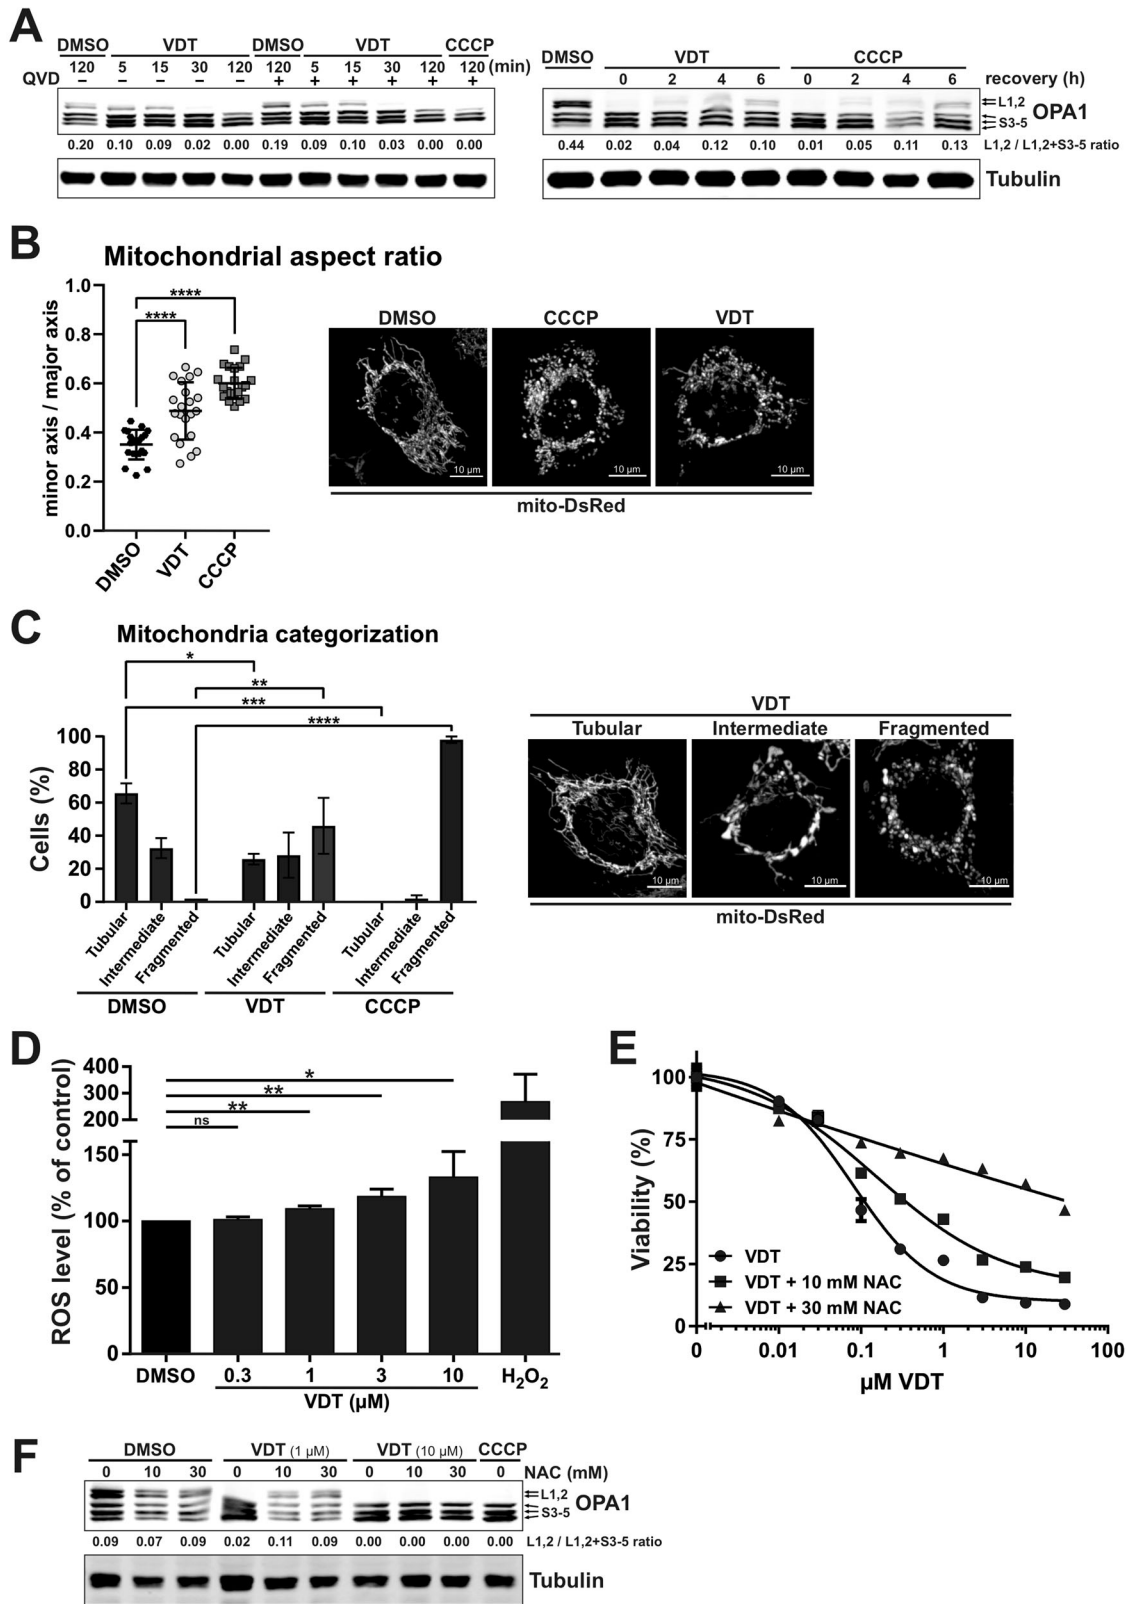 A
DMSO VDT DMSO VDT CCCP
120 5 15 30 120 120 5 15 30 120 120 (min)
QVD – – – – – + + + + + +
0.20 0.10 0.09 0.02 0.00 0.19 0.09 0.09 0.03 0.00 0.00
DMSO VDT CCCP
0 2 4 6 0 2 4 6 recovery (h)
L1,2
OPA1
S3-5
0.44 0.02 0.04 0.12 0.10 0.01 0.05 0.11 0.13 L1,2 / L1,2+S3-5 ratio
Tubulin
B
Mitochondrial aspect ratio
minor axis / major axis
1.0
0.8
0.6
0.4
0.2
0.0
****
****
DMSO VDT CCCP
DMSO CCCP VDT
10 µm 10 µm 10 µm
mito-DsRed
C
Mitochondria categorization
*
**
***
****
Cells (%)
100
80
60
40
20
0
Tubular Intermediate Fragmented Tubular Intermediate Fragmented Tubular Intermediate Fragmented
DMSO VDT CCCP
VDT
Tubular Intermediate Fragmented
10 µm 10 µm 10 µm
mito-DsRed
D
ROS level (% of control)
400
300
200
150
100
50
0
*
**
**
ns
DMSO 0.3 1 3 10 H2O2
VDT (µM)
E
Viability (%)
100
75
50
25
0
VDT
VDT + 10 mM NAC
VDT + 30 mM NAC
0 0.01 0.1 1 10 100
µM VDT
F
DMSO VDT (1 µM) VDT (10 µM) CCCP
0 10 30 0 10 30 0 10 30 0 NAC (mM)
L1,2
OPA1
S3-5
0.09 0.07 0.09 0.02 0.11 0.09 0.00 0.00 0.00 0.00 L1,2 / L1,2+S3-5 ratio
Tubulin